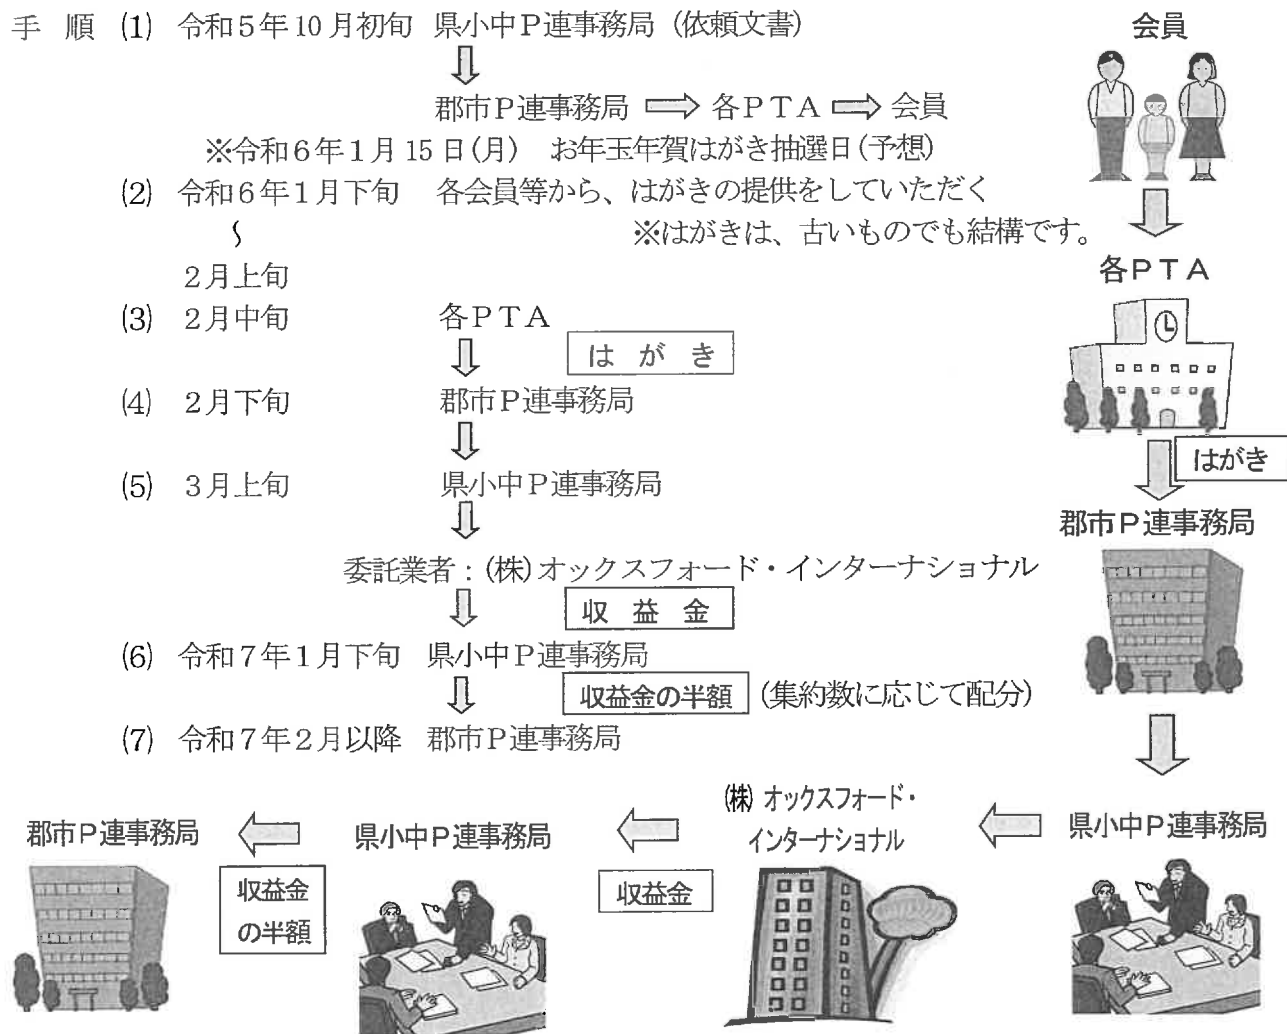 手　順　(1)　令和５年 10 月初旬　県小中Ｐ連事務局（依頼文書）
郡市Ｐ連事務局　⇨　各ＰＴＡ　⇨　会員
※令和６年１月 15 日(月)　お年玉年賀はがき抽選日(予想)
(2)　令和６年１月下旬　各会員等から、はがきの提供をしていただく
～　※はがきは、古いものでも結構です。
２月上旬
(3)　２月中旬　各ＰＴＡ
は　が　き
(4)　２月下旬　郡市Ｐ連事務局
(5)　３月上旬　県小中Ｐ連事務局
委託業者：(株)オックスフォード・インターナショナル
収　益　金
(6)　令和７年１月下旬　県小中Ｐ連事務局
収益金の半額　(集約数に応じて配分)
(7)　令和７年２月以降　郡市Ｐ連事務局
会員
各ＰＴＡ
はがき
郡市Ｐ連事務局
県小中Ｐ連事務局
(株) オックスフォード・
インターナショナル
収益金
県小中Ｐ連事務局
収益金
の半額
郡市Ｐ連事務局